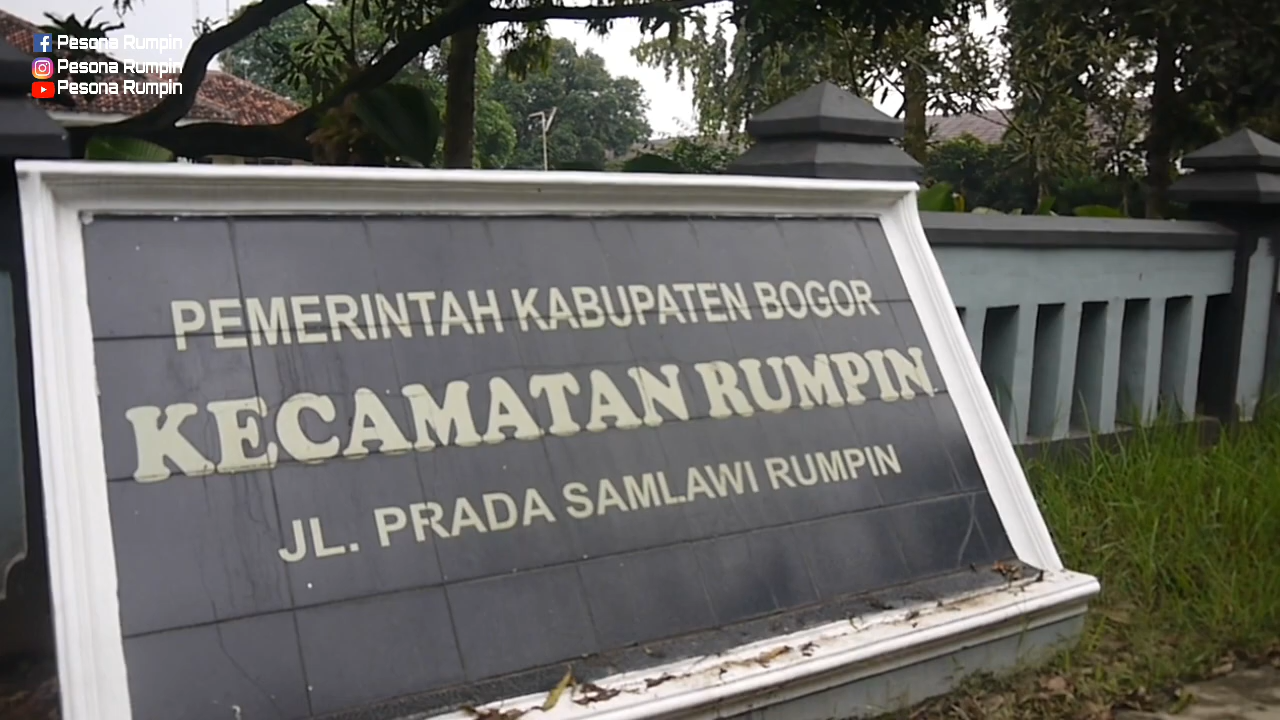 Pesona Rumpin
Pesona Rumpin
Pesona Rumpin
PEMERINTAH KABUPATEN BOGOR
KECAMATAN RUMPIN
JL. PRADA SAMLAWI RUMPIN